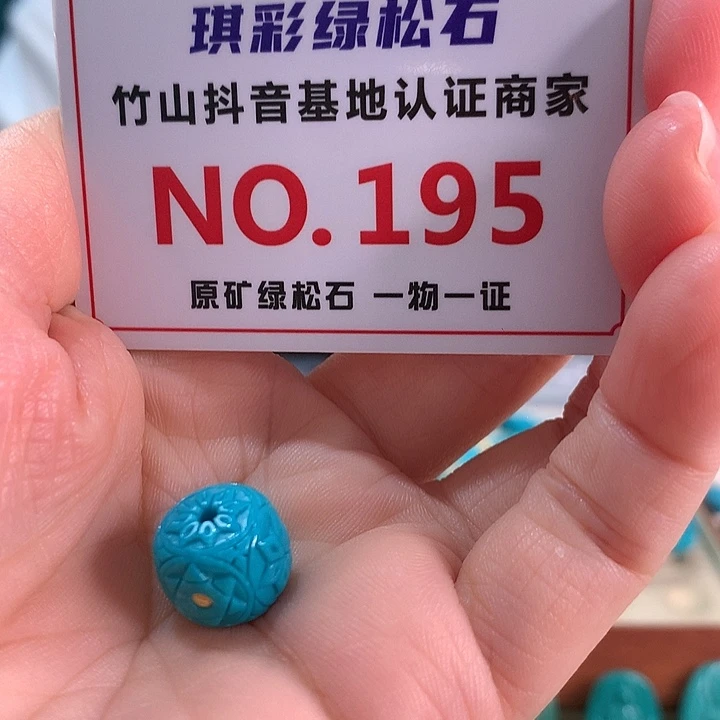 琪彩绿松石
竹山抖音基地认证商家
NO.195
原矿绿松石 一物一证